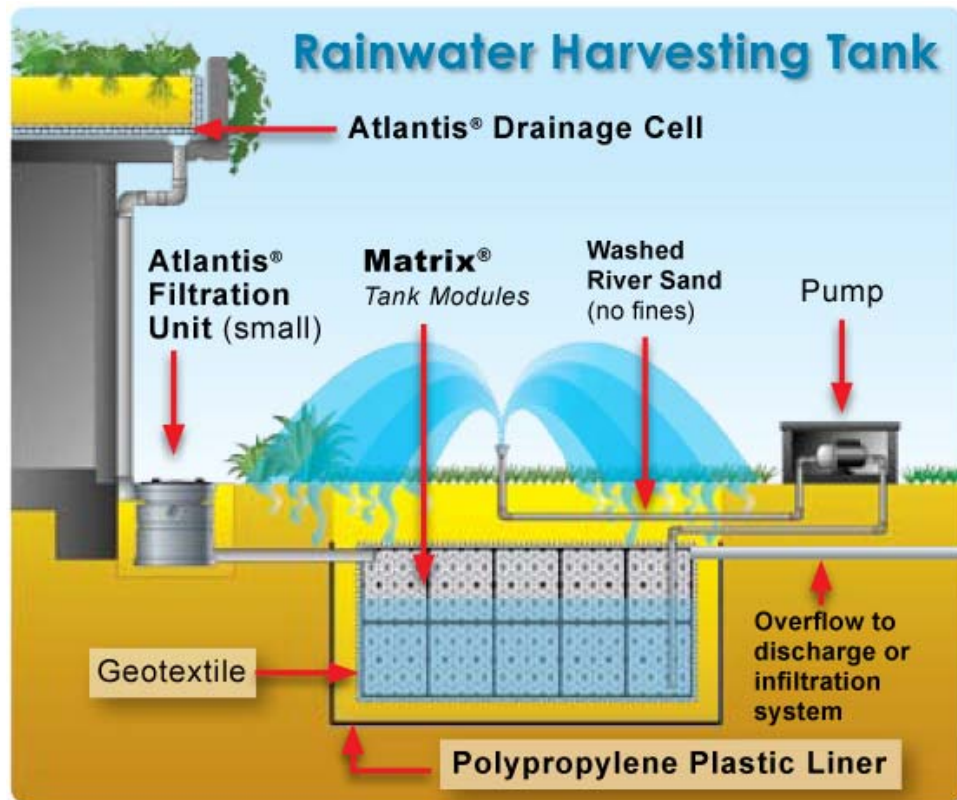 Rainwater Harvesting Tank
Atlantis® Drainage Cell
Atlantis®
Filtration
Unit (small)
Matrix®
Tank Modules
Washed
River Sand
(no fines)
Pump
Geotextile
Overflow to
discharge or
infiltration
system
Polypropylene Plastic Liner